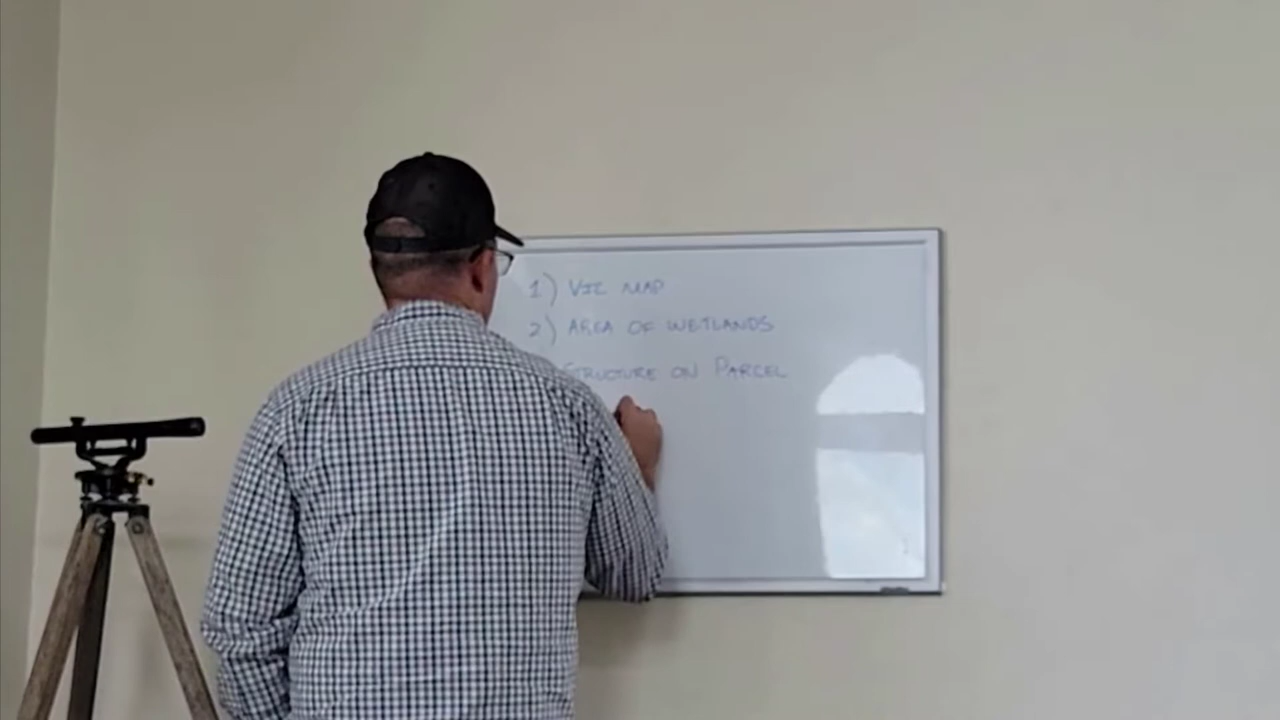 1) VIC MAP
2) AREA OF WETLANDS
STRUCTURE ON PARCEL